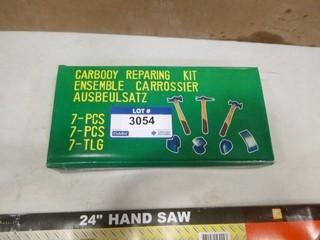 CARBODY REPARING KIT
ENSEMBLE CARROSSIER
AUSBEULSATZ
LOT #
3054
7-PCS
7-PCS
7-TLG
24" HAND SAW